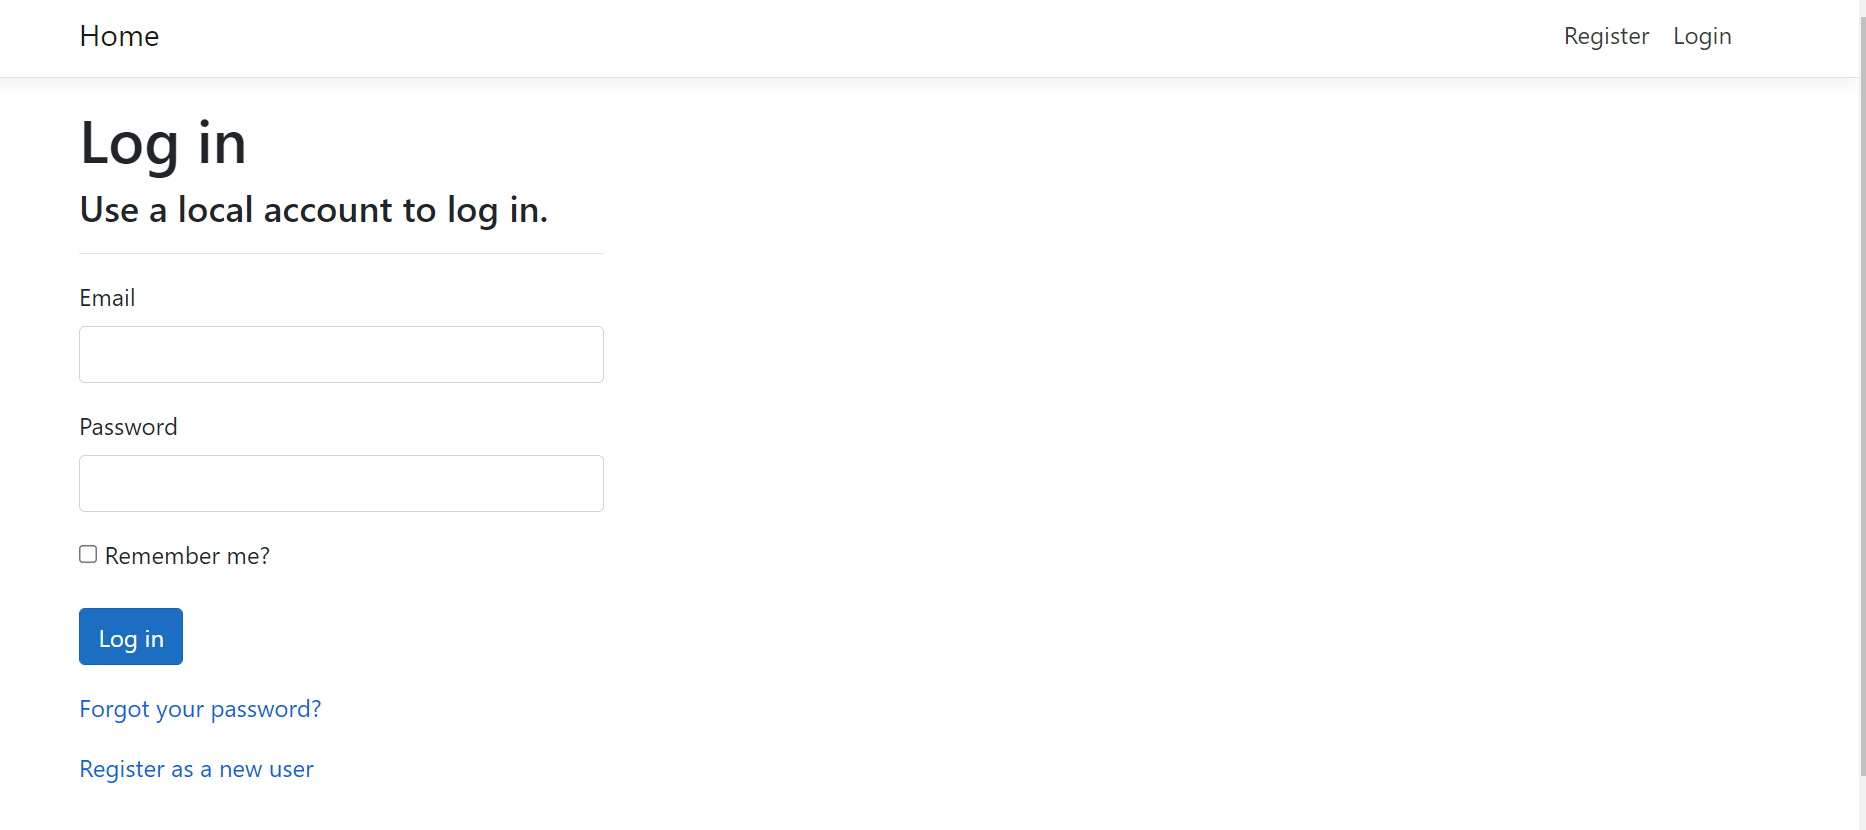 Home
Register Login
Log in
Use a local account to log in.
Email
Password
Remember me?
Log in
Forgot your password?
Register as a new user